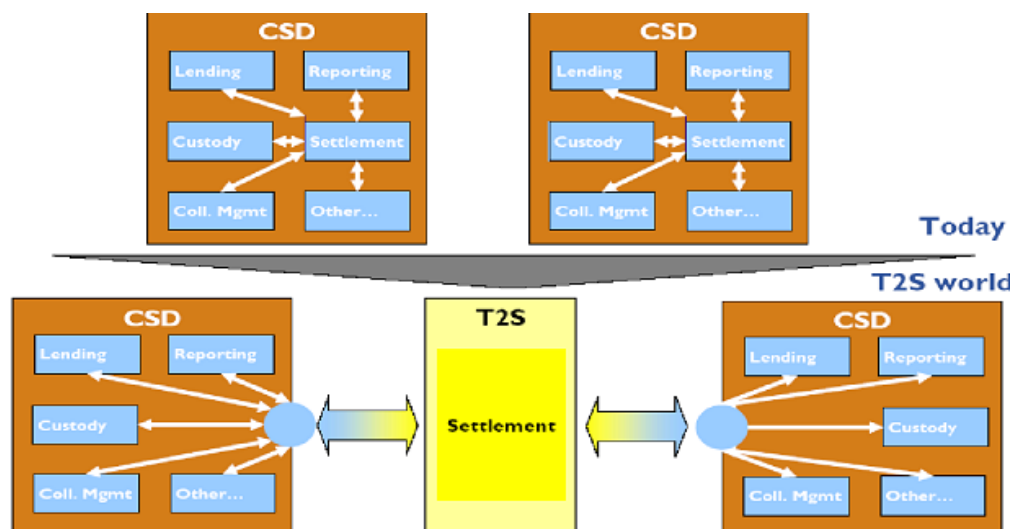 CSD
Lending
Reporting
Custody
Settlement
Coll. Mgmt
Other...
CSD
Lending
Reporting
Custody
Settlement
Coll. Mgmt
Other...
Today
T2S world
CSD
Lending
Reporting
Custody
Coll. Mgmt
Other...
T2S
Settlement
CSD
Lending
Reporting
Custody
Coll. Mgmt
Other...